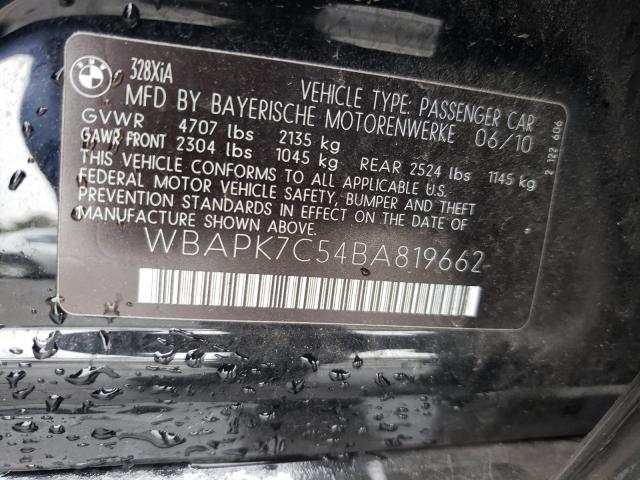 BMW
328XiA
VEHICLE TYPE: PASSENGER CAR
MFD BY BAYERISCHE MOTORENWERKE 06/10
GVWR 4707 lbs 2135 kg
GAWR FRONT 2304 lbs 1045 kg REAR 2524 lbs 1145 kg
THIS VEHICLE CONFORMS TO ALL APPLICABLE U.S.
FEDERAL MOTOR VEHICLE SAFETY, BUMPER AND THEFT
PREVENTION STANDARDS IN EFFECT ON THE DATE OF
MANUFACTURE SHOWN ABOVE.
WBAPK7C54BA819662
2 122 606